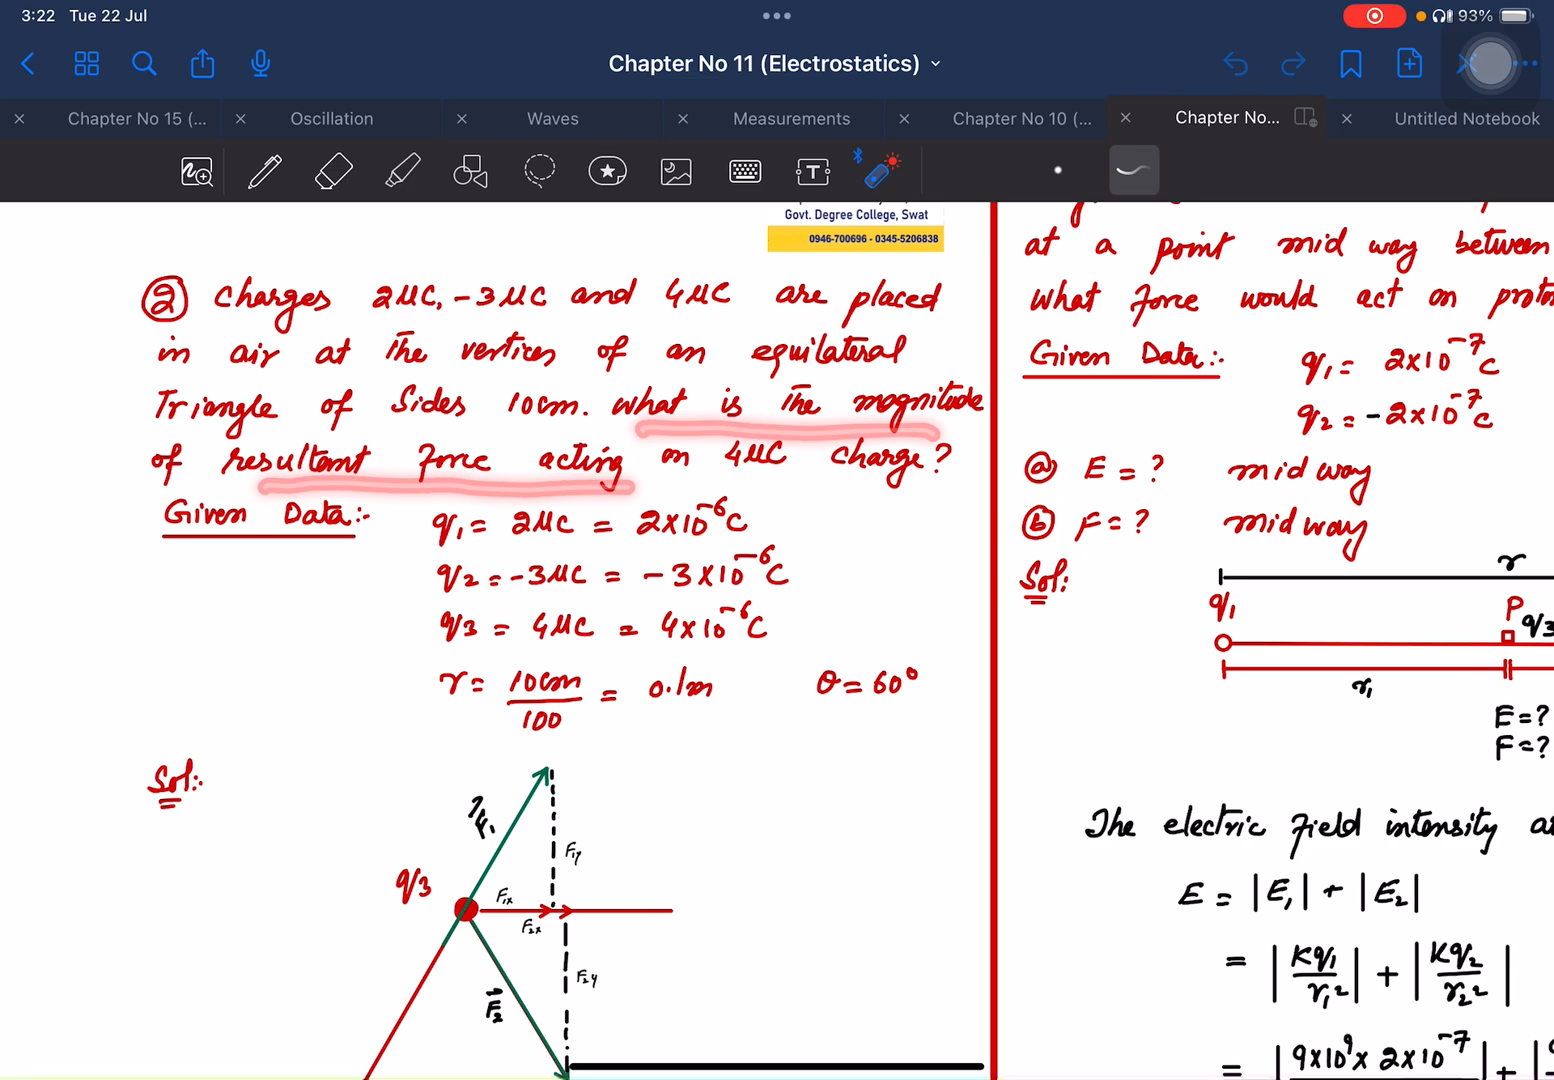 3:22 Tue 22 Jul
93%
Chapter No 11 (Electrostatics)
Chapter No 15 (...
Oscillation
Waves
Measurements
Chapter No 10 (...
Chapter No...
Untitled Notebook
T
Govt. Degree College, Swat
0946-700696 - 0345-5206838
② Charges 2μC, -3μC and 4μC are placed
in air at the vertices of an equilateral
Triangle of Sides 10cm. What is the magnitude
of resultant force acting on 4μC charge?
Given Data:-
q1 = 2μC = 2×10⁻⁶C
q2 = -3μC = -3×10⁻⁶C
q3 = 4μC = 4×10⁻⁶C
r = 10cm/100 = 0.1m θ = 60°
Sol:-
F1
F1y
q3
F1x
F2x
F2y
F2
at a point mid way between
What force would act on proto
Given Data:-
q1 = 2×10⁻⁷C
q2 = -2×10⁻⁷C
ⓐ E = ? mid way
ⓑ F = ? mid way
Sol:
r
q1
P
q3
r1
E=?
F=?
The electric field intensity a
E = |E1| + |E2|
= |Kq1/r1²| + |Kq2/r2²|
= |9×10⁹×2×10⁻⁷| +